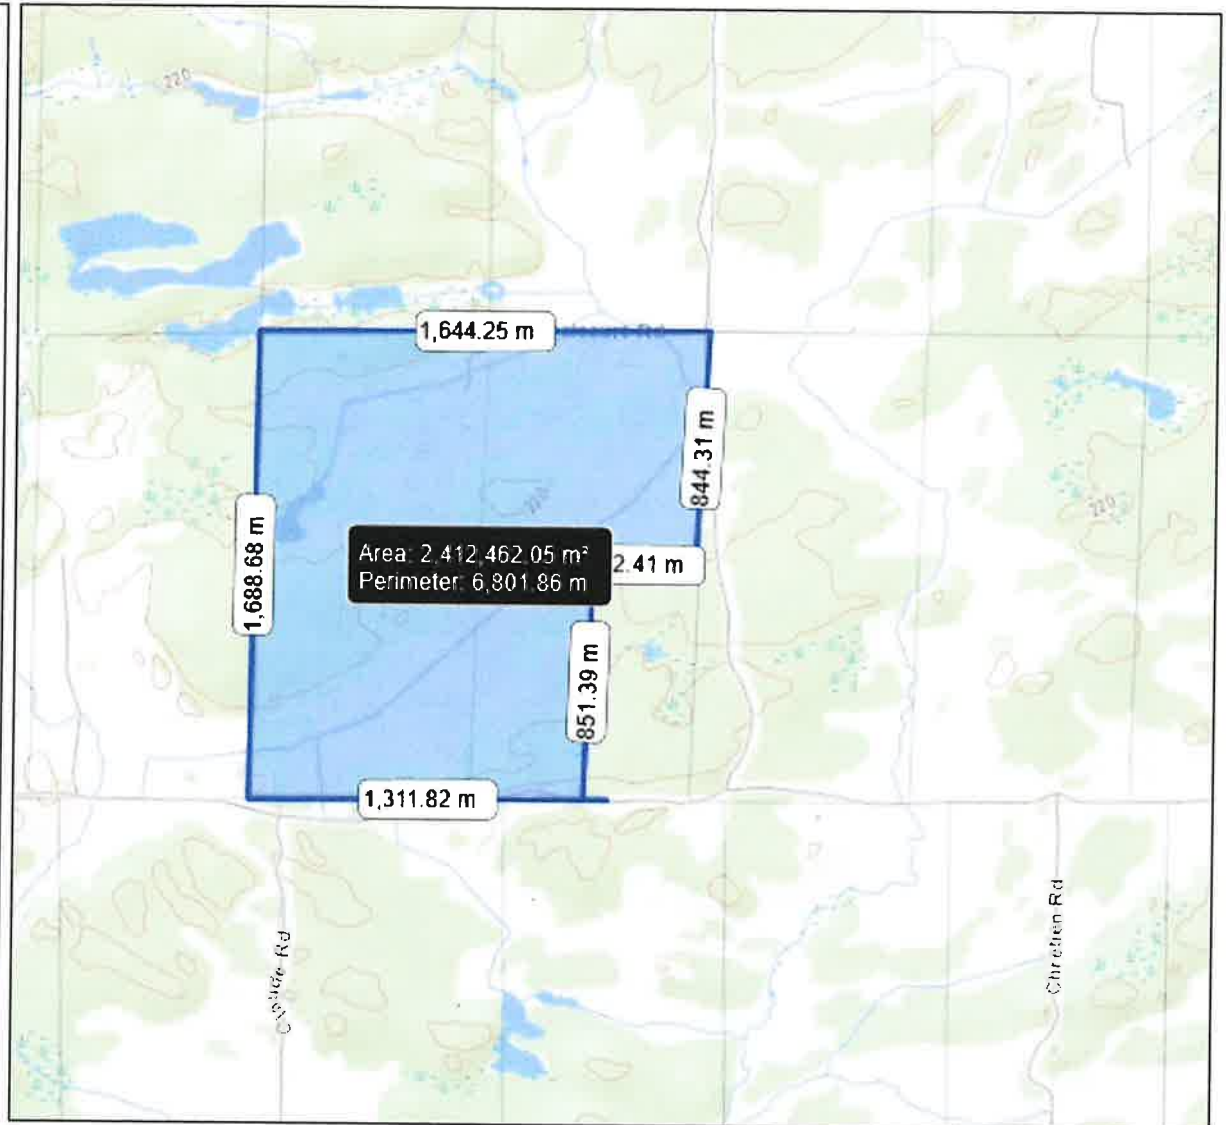 220
1,644.25 m
844.31 m
220
220
1,688.68 m
Area: 2,412,462.05 m²
Perimeter: 6,801.86 m
2.41 m
851.39 m
1,311.82 m
Rd
Chretien Rd